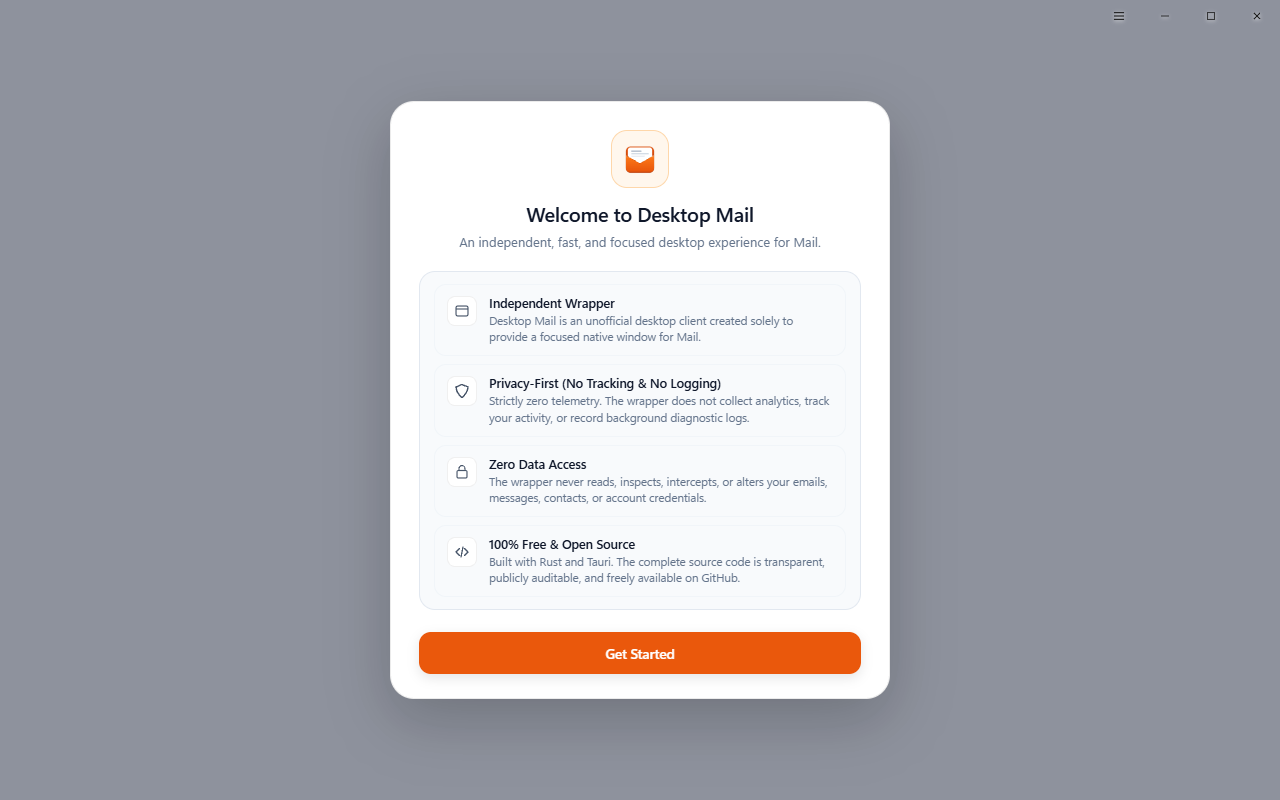 Welcome to Desktop Mail
An independent, fast, and focused desktop experience for Mail.
Independent Wrapper
Desktop Mail is an unofficial desktop client created solely to
provide a focused native window for Mail.
Privacy-First (No Tracking & No Logging)
Strictly zero telemetry. The wrapper does not collect analytics, track
your activity, or record background diagnostic logs.
Zero Data Access
The wrapper never reads, inspects, intercepts, or alters your emails,
messages, contacts, or account credentials.
100% Free & Open Source
Built with Rust and Tauri. The complete source code is transparent,
publicly auditable, and freely available on GitHub.
Get Started